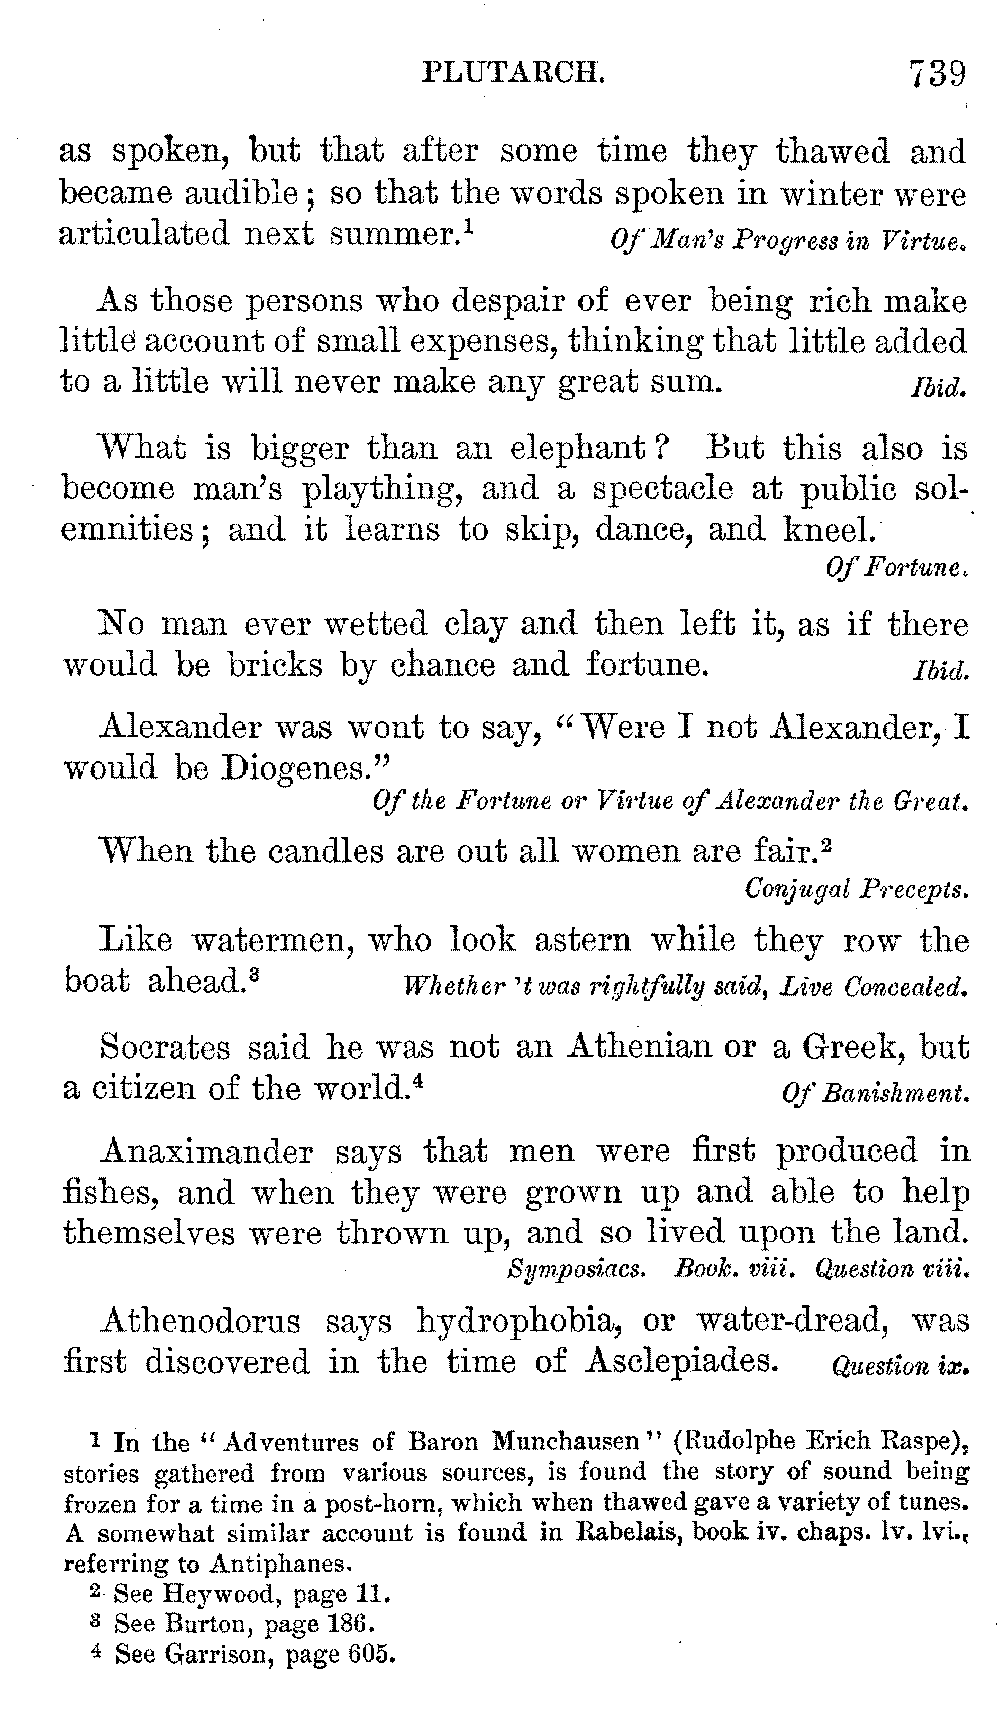 PLUTARCH. 739
as spoken, but that after some time they thawed and
became audible; so that the words spoken in winter were
articulated next summer.¹ Of Man's Progress in Virtue.
As those persons who despair of ever being rich make
little account of small expenses, thinking that little added
to a little will never make any great sum. Ibid.
What is bigger than an elephant? But this also is
become man's plaything, and a spectacle at public sol-
emnities; and it learns to skip, dance, and kneel.
Of Fortune.
No man ever wetted clay and then left it, as if there
would be bricks by chance and fortune. Ibid.
Alexander was wont to say, "Were I not Alexander, I
would be Diogenes."
Of the Fortune or Virtue of Alexander the Great.
When the candles are out all women are fair.²
Conjugal Precepts.
Like watermen, who look astern while they row the
boat ahead.³ Whether 't was rightfully said, Live Concealed.
Socrates said he was not an Athenian or a Greek, but
a citizen of the world.⁴ Of Banishment.
Anaximander says that men were first produced in
fishes, and when they were grown up and able to help
themselves were thrown up, and so lived upon the land.
Symposiacs. Book. viii. Question viii.
Athenodorus says hydrophobia, or water-dread, was
first discovered in the time of Asclepiades. Question ix.
1 In the "Adventures of Baron Munchausen" (Rudolphe Erich Raspe),
stories gathered from various sources, is found the story of sound being
frozen for a time in a post-horn, which when thawed gave a variety of tunes.
A somewhat similar account is found in Rabelais, book iv. chaps. lv. lvi.,
referring to Antiphanes.
2 See Heywood, page 11.
3 See Burton, page 186.
4 See Garrison, page 605.